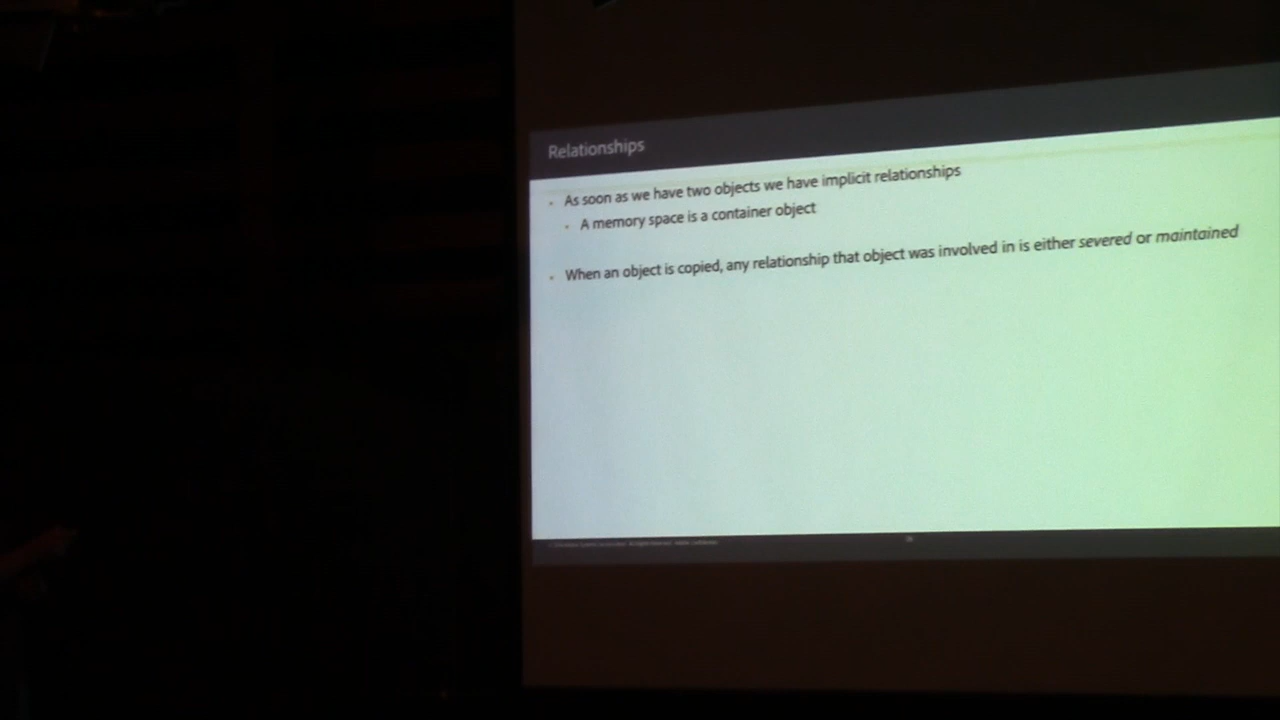 Relationships
As soon as we have two objects we have implicit relationships
A memory space is a container object
When an object is copied, any relationship that object was involved in is either severed or maintained